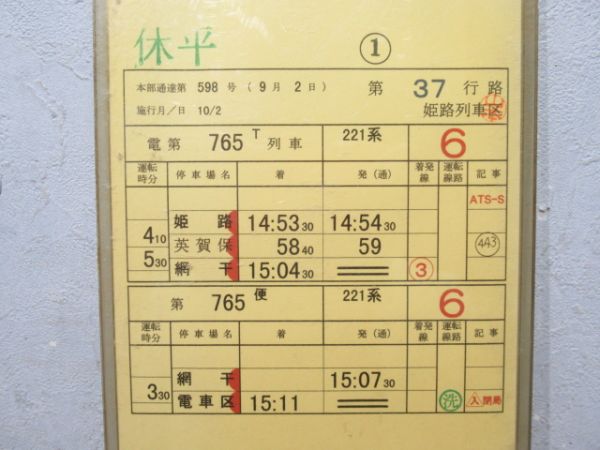 休平 ①
本部通達第 598 号 (9月 2日) 第 37 行路
施行月/日 10/2 姫路列車区
電第 765T 列車 221系 6
運転時分 停車場名 着 発(通) 着発線 運転線路 記事
ATS-S
姫路 14:53 30 14:54 30
4 10 英賀保 58 40 59 443
5 30 網干 15:04 30 ══ ③
第 765便 221系 6
運転時分 停車場名 着 発(通) 着発線 運転線路 記事
網干 15:07 30
3 30 電車区 15:11 ══ 洗 入 閉局